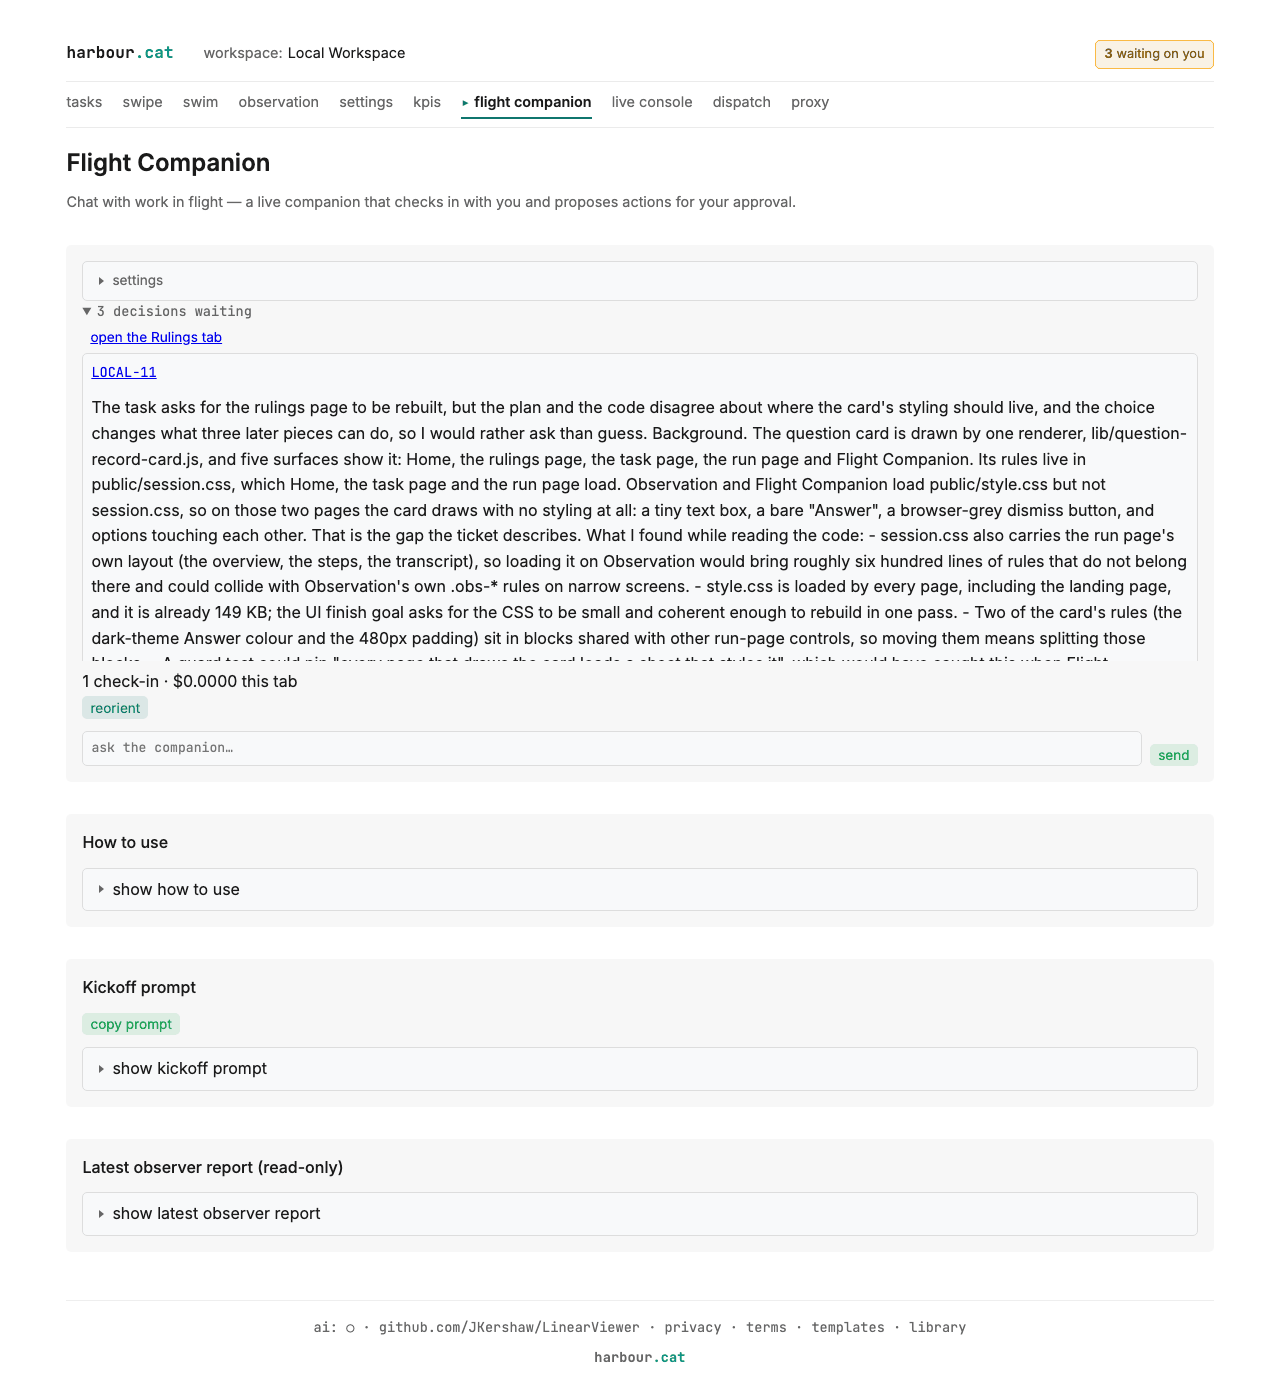 harbour.cat
workspace: Local Workspace
3 waiting on you
tasks swipe swim observation settings kpis ▸ flight companion live console dispatch proxy
Flight Companion
Chat with work in flight — a live companion that checks in with you and proposes actions for your approval.
settings
3 decisions waiting
open the Rulings tab
LOCAL-11
The task asks for the rulings page to be rebuilt, but the plan and the code disagree about where the card's styling should live, and the choice
changes what three later pieces can do, so I would rather ask than guess. Background. The question card is drawn by one renderer, lib/question-
record-card.js, and five surfaces show it: Home, the rulings page, the task page, the run page and Flight Companion. Its rules live in
public/session.css, which Home, the task page and the run page load. Observation and Flight Companion load public/style.css but not
session.css, so on those two pages the card draws with no styling at all: a tiny text box, a bare "Answer", a browser-grey dismiss button, and
options touching each other. That is the gap the ticket describes. What I found while reading the code: - session.css also carries the run page's
own layout (the overview, the steps, the transcript), so loading it on Observation would bring roughly six hundred lines of rules that do not belong
there and could collide with Observation's own .obs-* rules on narrow screens. - style.css is loaded by every page, including the landing page,
and it is already 149 KB; the UI finish goal asks for the CSS to be small and coherent enough to rebuild in one pass. - Two of the card's rules (the
dark-theme Answer colour and the 480px padding) sit in blocks shared with other run-page controls, so moving them means splitting those
1 check-in · $0.0000 this tab
reorient
ask the companion…
send
How to use
show how to use
Kickoff prompt
copy prompt
show kickoff prompt
Latest observer report (read-only)
show latest observer report
ai: ○ · github.com/JKershaw/LinearViewer · privacy · terms · templates · library
harbour.cat